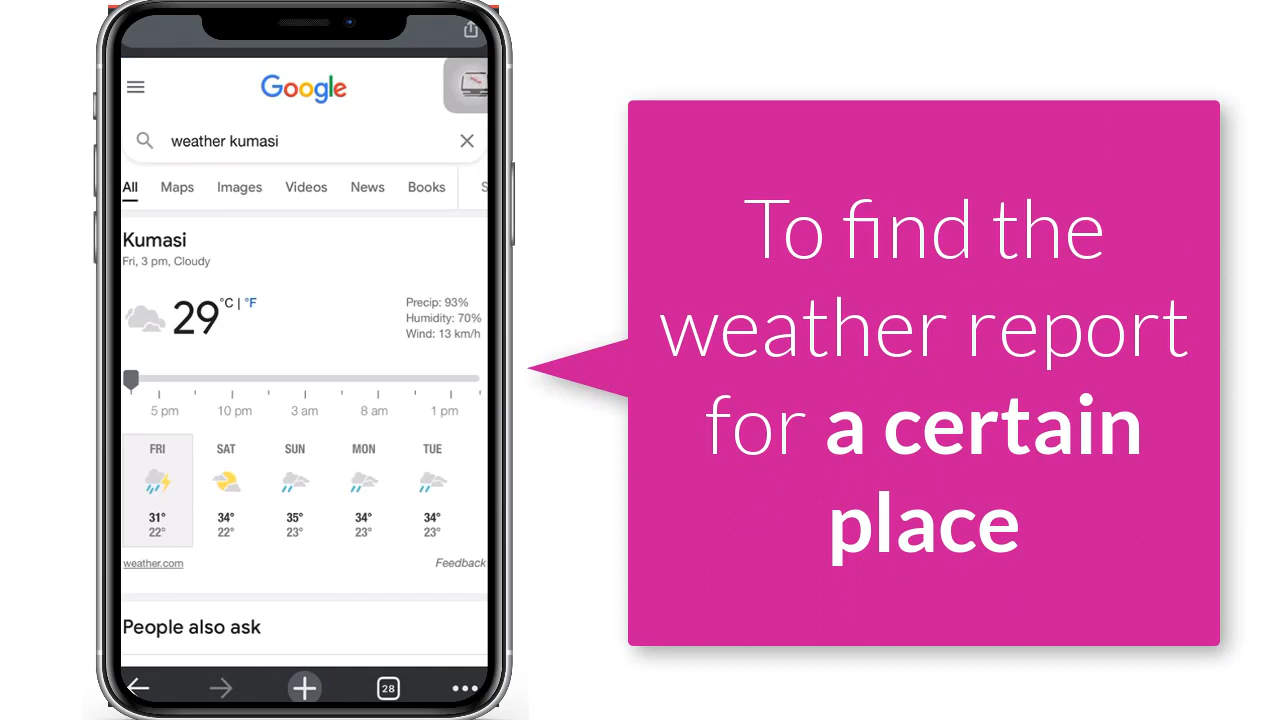 Google
weather kumasi
All Maps Images Videos News Books S
Kumasi
Fri, 3 pm, Cloudy
29 °C | °F
Precip: 93%
Humidity: 70%
Wind: 13 km/h
5 pm 10 pm 3 am 8 am 1 pm
FRI SAT SUN MON TUE
31° 34° 35° 34° 34°
22° 22° 23° 23° 23°
weather.com Feedback
People also ask
28
To find the
weather report
for a certain
place